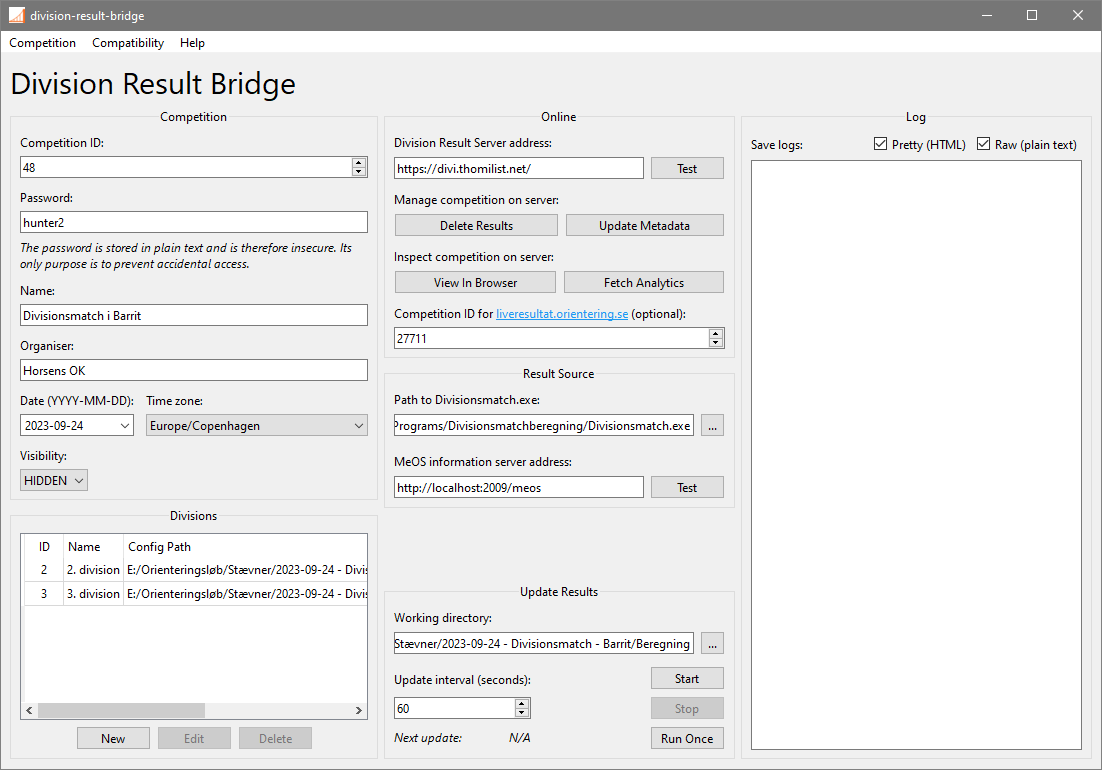 division-result-bridge
Competition Compatibility Help
Division Result Bridge
Competition
Competition ID:
48
Password:
hunter2
The password is stored in plain text and is therefore insecure. Its
only purpose is to prevent accidental access.
Name:
Divisionsmatch i Barrit
Organiser:
Horsens OK
Date (YYYY-MM-DD): Time zone:
2023-09-24 Europe/Copenhagen
Visibility:
HIDDEN
Divisions
ID Name Config Path
2 2. division E:/Orienteringsløb/Stævner/2023-09-24 - Divis
3 3. division E:/Orienteringsløb/Stævner/2023-09-24 - Divis
New Edit Delete
Online
Division Result Server address:
https://divi.thomilist.net/ Test
Manage competition on server:
Delete Results Update Metadata
Inspect competition on server:
View In Browser Fetch Analytics
Competition ID for liveresultat.orientering.se (optional):
27711
Result Source
Path to Divisionsmatch.exe:
Programs/Divisionsmatchberegning/Divisionsmatch.exe ...
MeOS information server address:
http://localhost:2009/meos Test
Update Results
Working directory:
Stævner/2023-09-24 - Divisionsmatch - Barrit/Beregning ...
Update interval (seconds): Start
60 Stop
Next update: N/A Run Once
Log
Save logs: Pretty (HTML) Raw (plain text)